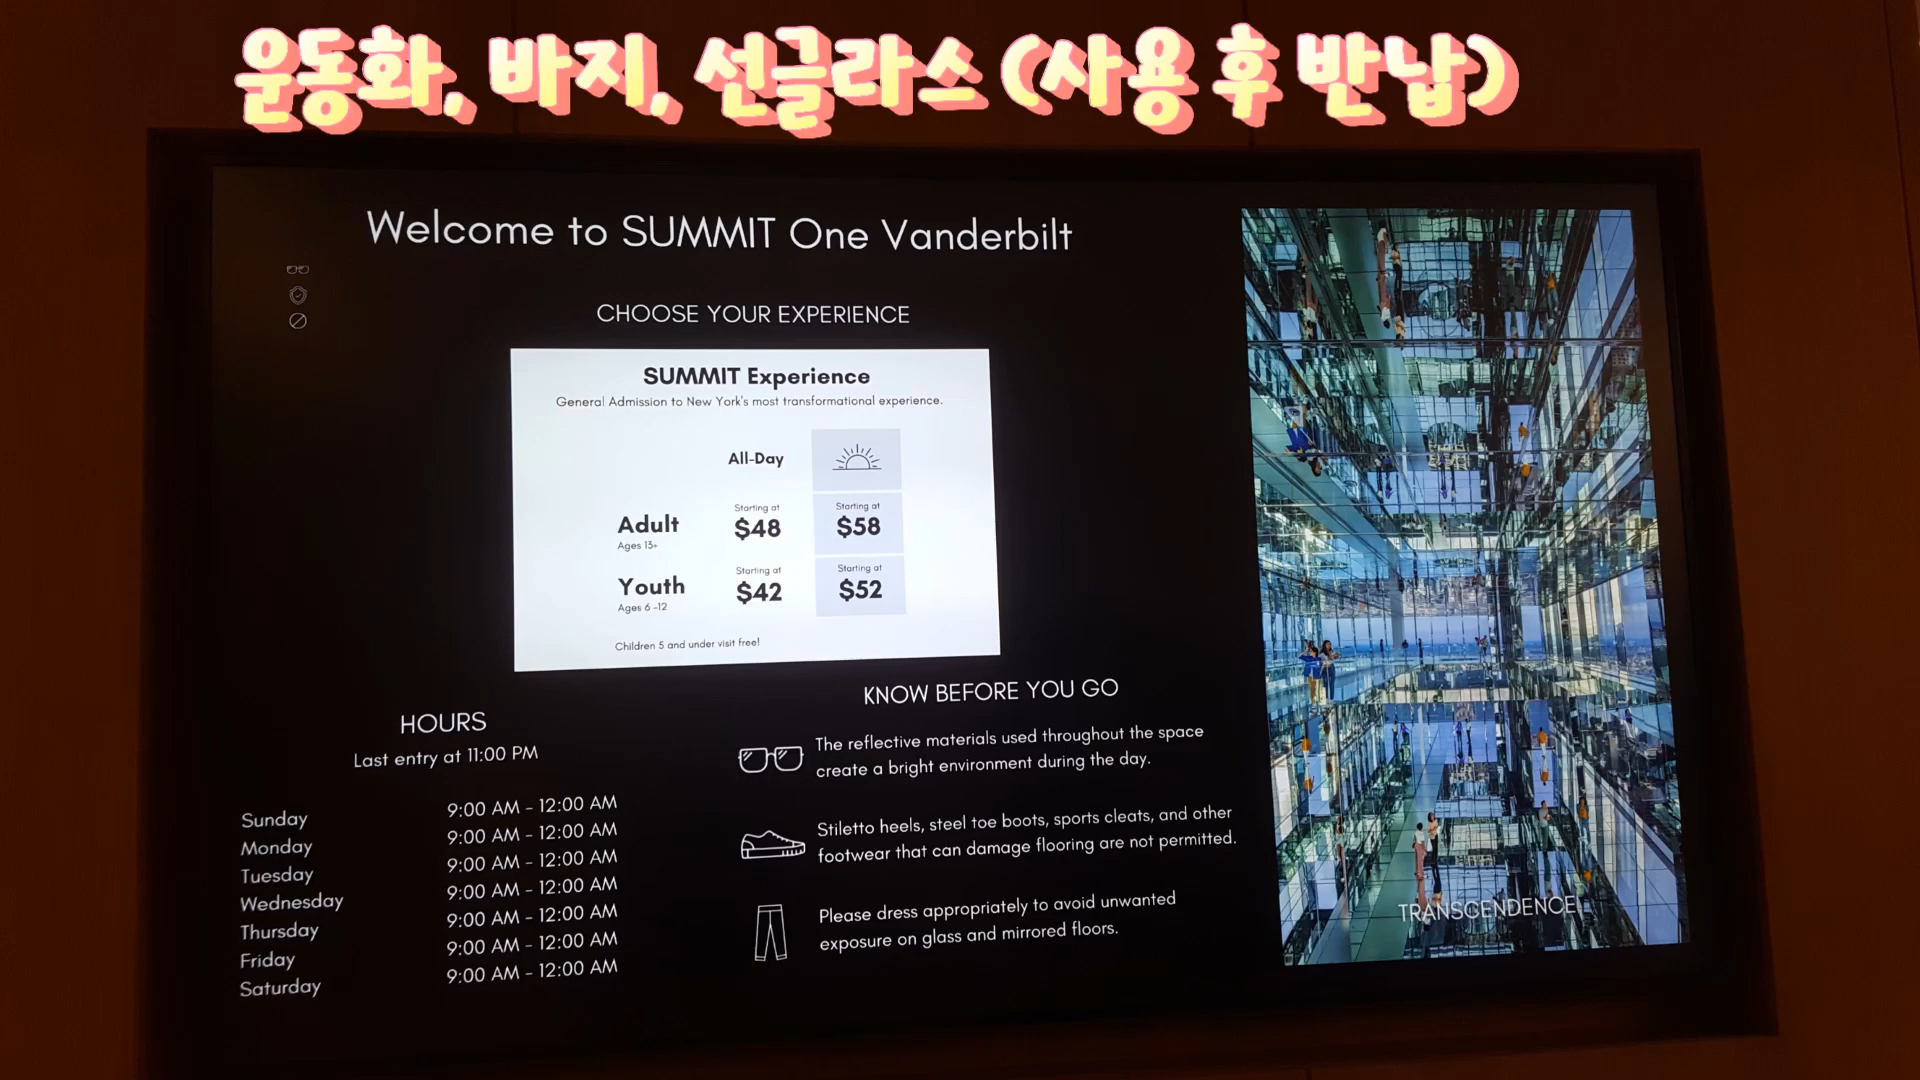 운동화, 바지, 선글라스 (사용 후 반납)
Welcome to SUMMIT One Vanderbilt
CHOOSE YOUR EXPERIENCE
SUMMIT Experience
General Admission to New York's most transformational experience.
All-Day
Starting at
Starting at
Adult
$48
$58
Ages 13+
Starting at
Starting at
Youth
$42
$52
Ages 6 -12
Children 5 and under visit free!
HOURS
Last entry at 11:00 PM
Sunday 9:00 AM - 12:00 AM
Monday 9:00 AM - 12:00 AM
Tuesday 9:00 AM - 12:00 AM
Wednesday 9:00 AM - 12:00 AM
Thursday 9:00 AM - 12:00 AM
Friday 9:00 AM - 12:00 AM
Saturday 9:00 AM - 12:00 AM
KNOW BEFORE YOU GO
The reflective materials used throughout the space
create a bright environment during the day.
Stiletto heels, steel toe boots, sports cleats, and other
footwear that can damage flooring are not permitted.
Please dress appropriately to avoid unwanted
exposure on glass and mirrored floors.
TRANSCENDENCE